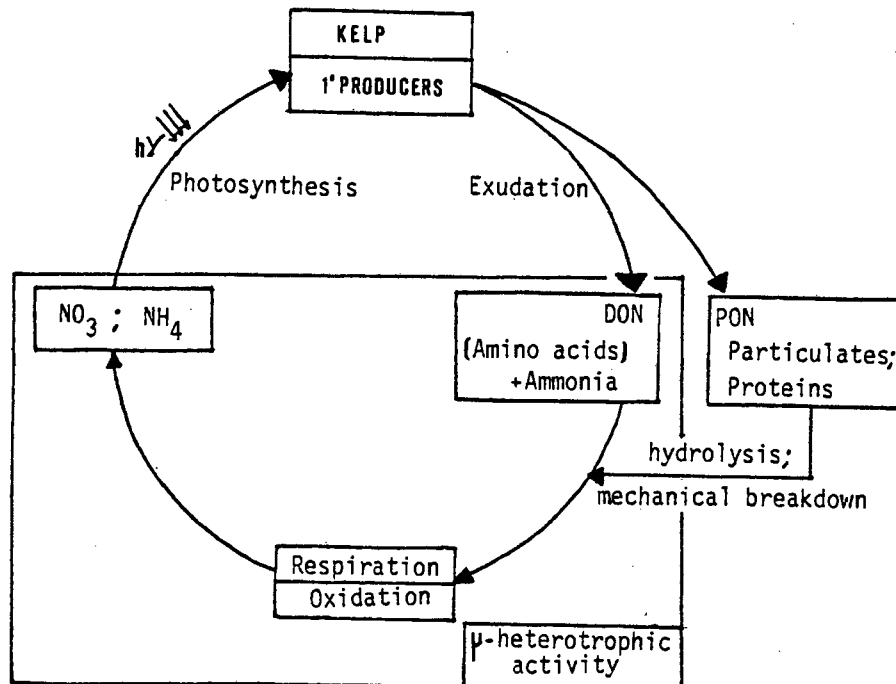 KELP
1° PRODUCERS
hγ
Photosynthesis
Exudation
NO3 ; NH4
DON
(Amino acids)
+Ammonia
PON
Particulates;
Proteins
hydrolysis;
mechanical breakdown
Respiration
Oxidation
μ-heterotrophic
activity